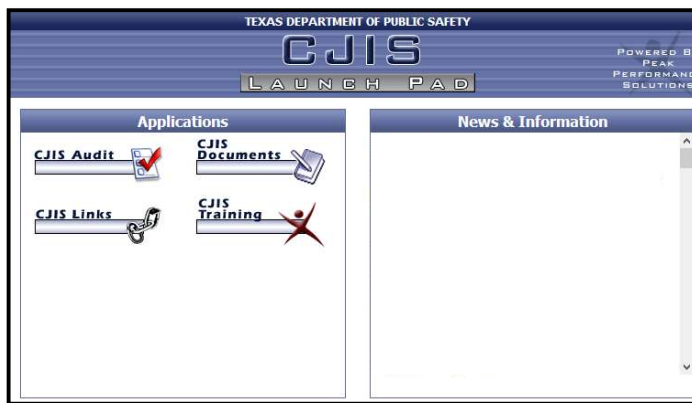 TEXAS DEPARTMENT OF PUBLIC SAFETY
CJIS
LAUNCH PAD
POWERED B
PEAK
PERFORMANC
SOLUTIONS
Applications
News & Information
CJIS Audit
CJIS
Documents
CJIS Links
CJIS
Training